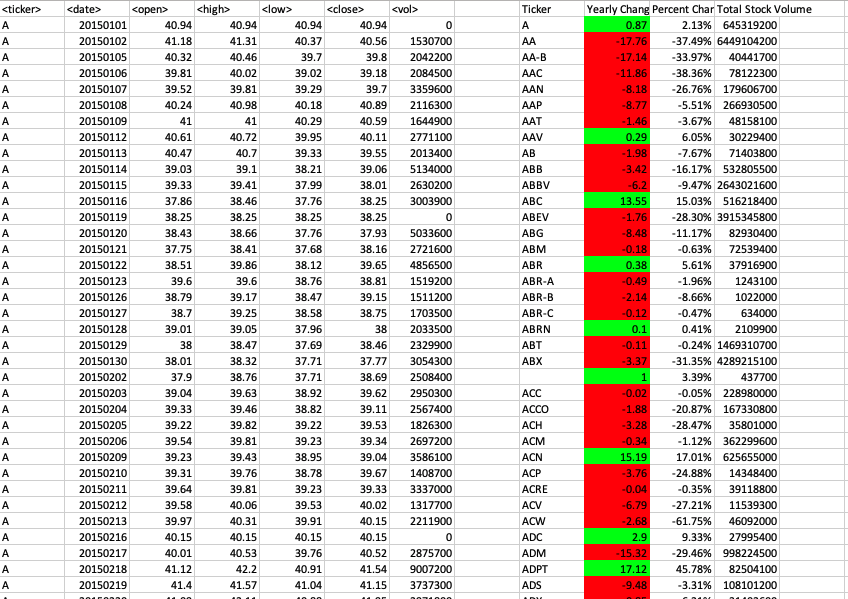 <ticker> <date> <open> <high> <low> <close> <vol> Ticker Yearly Chang Percent Char Total Stock Volume
A 20150101 40.94 40.94 40.94 40.94 0 A 0.87 2.13% 645319200
A 20150102 41.18 41.31 40.37 40.56 1530700 AA -17.76 -37.49% 6449104200
A 20150105 40.32 40.46 39.7 39.8 2042200 AA-B -17.14 -33.97% 40441700
A 20150106 39.81 40.02 39.02 39.18 2084500 AAC -11.86 -38.36% 78122300
A 20150107 39.52 39.81 39.29 39.7 3359600 AAN -8.18 -26.76% 179606700
A 20150108 40.24 40.98 40.18 40.89 2116300 AAP -8.77 -5.51% 266930500
A 20150109 41 41 40.29 40.59 1644900 AAT -1.46 -3.67% 48158100
A 20150112 40.61 40.72 39.95 40.11 2771100 AAV 0.29 6.05% 30229400
A 20150113 40.47 40.7 39.33 39.55 2013400 AB -1.98 -7.67% 71403800
A 20150114 39.03 39.1 38.21 39.06 5134000 ABB -3.42 -16.17% 532805500
A 20150115 39.33 39.41 37.99 38.01 2630200 ABBV -6.2 -9.47% 2643021600
A 20150116 37.86 38.46 37.76 38.25 3003900 ABC 13.55 15.03% 516218400
A 20150119 38.25 38.25 38.25 38.25 0 ABEV -1.76 -28.30% 3915345800
A 20150120 38.43 38.66 37.76 37.93 5033600 ABG -8.48 -11.17% 82930400
A 20150121 37.75 38.41 37.68 38.16 2721600 ABM -0.18 -0.63% 72539400
A 20150122 38.51 39.86 38.12 39.65 4856500 ABR 0.38 5.61% 37916900
A 20150123 39.6 39.6 38.76 38.81 1519200 ABR-A -0.49 -1.96% 1243100
A 20150126 38.79 39.17 38.47 39.15 1511200 ABR-B -2.14 -8.66% 1022000
A 20150127 38.7 39.25 38.58 38.75 1703500 ABR-C -0.12 -0.47% 634000
A 20150128 39.01 39.05 37.96 38 2033500 ABRN 0.1 0.41% 2109900
A 20150129 38 38.47 37.69 38.46 2329900 ABT -0.11 -0.24% 1469310700
A 20150130 38.01 38.32 37.71 37.77 3054300 ABX -3.37 -31.35% 4289215100
A 20150202 37.9 38.76 37.71 38.69 2508400 1 3.39% 437700
A 20150203 39.04 39.63 38.92 39.62 2950300 ACC -0.02 -0.05% 228980000
A 20150204 39.33 39.46 38.82 39.11 2567400 ACCO -1.88 -20.87% 167330800
A 20150205 39.22 39.82 39.22 39.53 1826300 ACH -3.28 -28.47% 35801000
A 20150206 39.54 39.81 39.23 39.34 2697200 ACM -0.34 -1.12% 362299600
A 20150209 39.23 39.43 38.95 39.04 3586100 ACN 15.19 17.01% 625655000
A 20150210 39.31 39.76 38.78 39.67 1408700 ACP -3.76 -24.88% 14348400
A 20150211 39.64 39.81 39.23 39.33 3337000 ACRE -0.04 -0.35% 39118800
A 20150212 39.58 40.06 39.53 40.02 1317700 ACV -6.79 -27.21% 11539300
A 20150213 39.97 40.31 39.91 40.15 2211900 ACW -2.68 -61.75% 46092000
A 20150216 40.15 40.15 40.15 40.15 0 ADC 2.9 9.33% 27995400
A 20150217 40.01 40.53 39.76 40.52 2875700 ADM -15.32 -29.46% 998224500
A 20150218 41.12 42.2 40.91 41.54 9007200 ADPT 17.12 45.78% 82504100
A 20150219 41.4 41.57 41.04 41.15 3737300 ADS -9.48 -3.31% 108101200